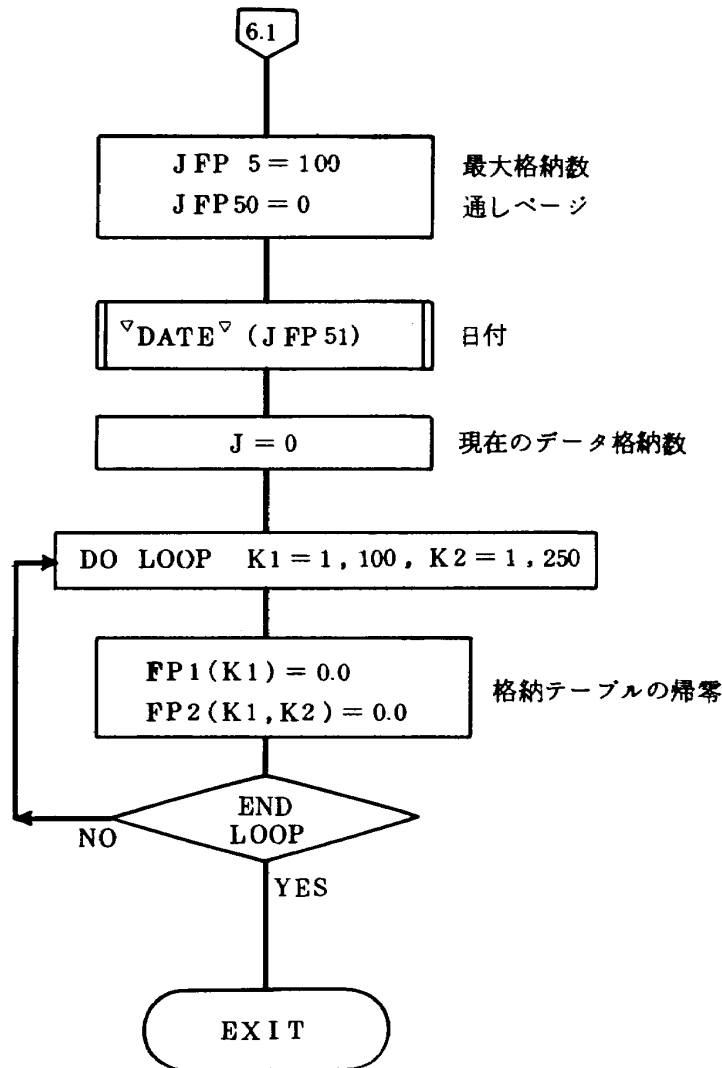 6.1
JFP 5=100 最大格納数
JFP50=0 通しページ
▽DATE▽ (JFP51) 日付
J=0 現在のデータ格納数
DO LOOP K1=1, 100, K2=1, 250
FP1(K1)=0.0
FP2(K1,K2)=0.0
格納テーブルの帰零
END
LOOP
NO
YES
EXIT